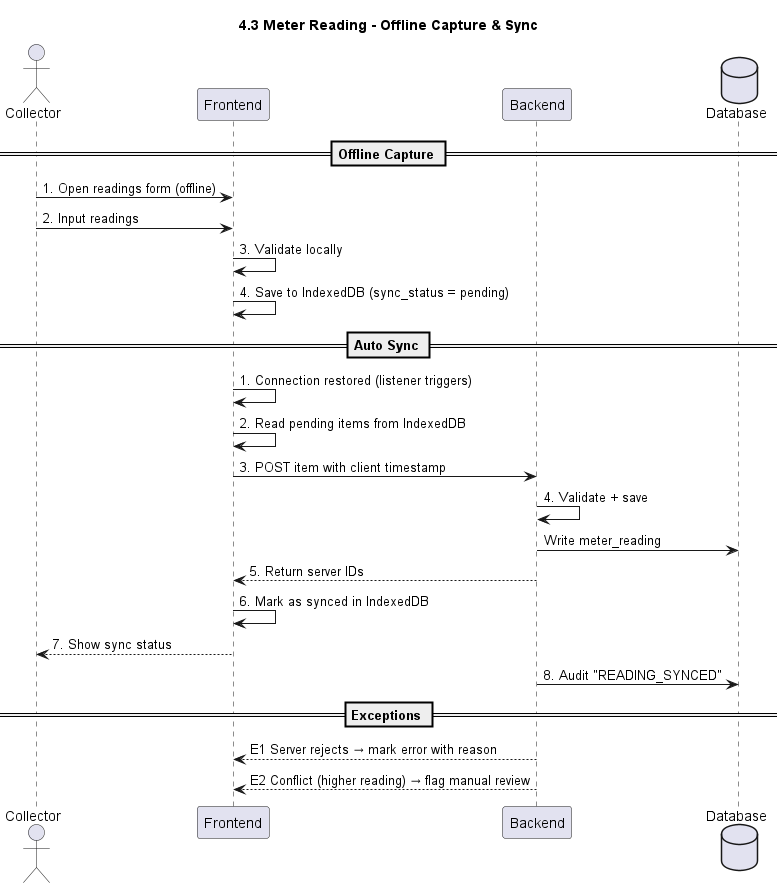 4.3 Meter Reading - Offline Capture & Sync
Collector
Frontend
Backend
Database
Offline Capture
1. Open readings form (offline)
2. Input readings
3. Validate locally
4. Save to IndexedDB (sync_status = pending)
Auto Sync
1. Connection restored (listener triggers)
2. Read pending items from IndexedDB
3. POST item with client timestamp
4. Validate + save
Write meter_reading
5. Return server IDs
6. Mark as synced in IndexedDB
7. Show sync status
8. Audit "READING_SYNCED"
Exceptions
E1 Server rejects → mark error with reason
E2 Conflict (higher reading) → flag manual review
Collector
Frontend
Backend
Database